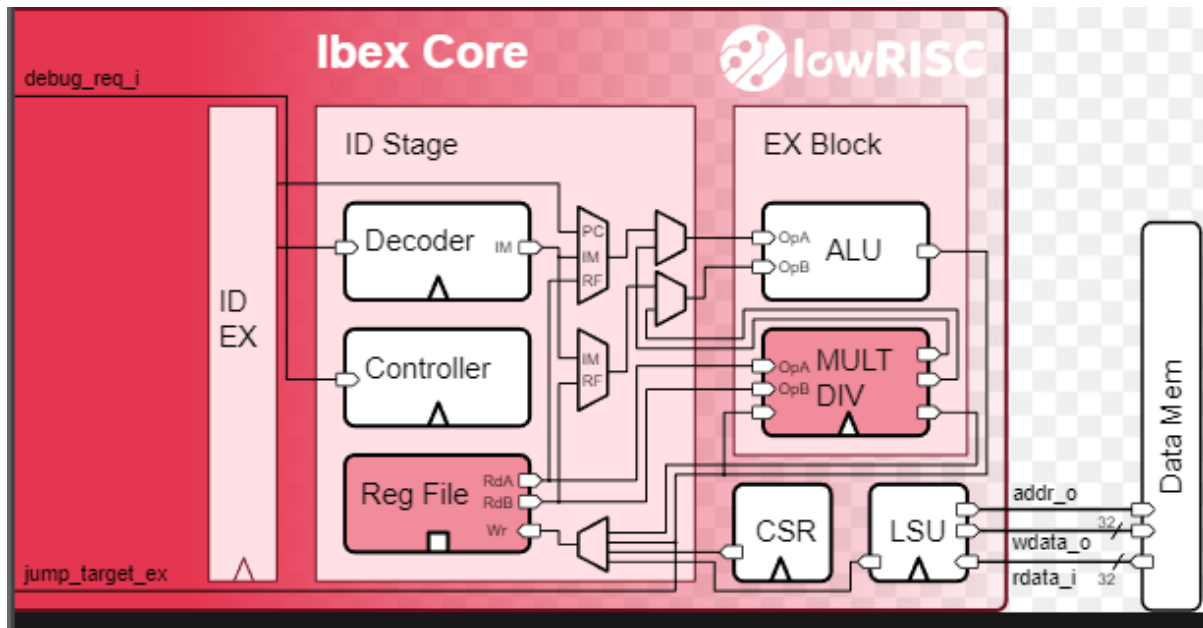 Ibex Core
lowRISC
debug_req_i
ID Stage
EX Block
Decoder
IM
PC
IM
RF
OpA
OpB
ALU
ID
EX
Controller
IM
RF
OpA
OpB
MULT
DIV
Reg File
RdA
RdB
Wr
CSR
LSU
addr_o
32
wdata_o
rdata_i
32
Data Mem
jump_target_ex